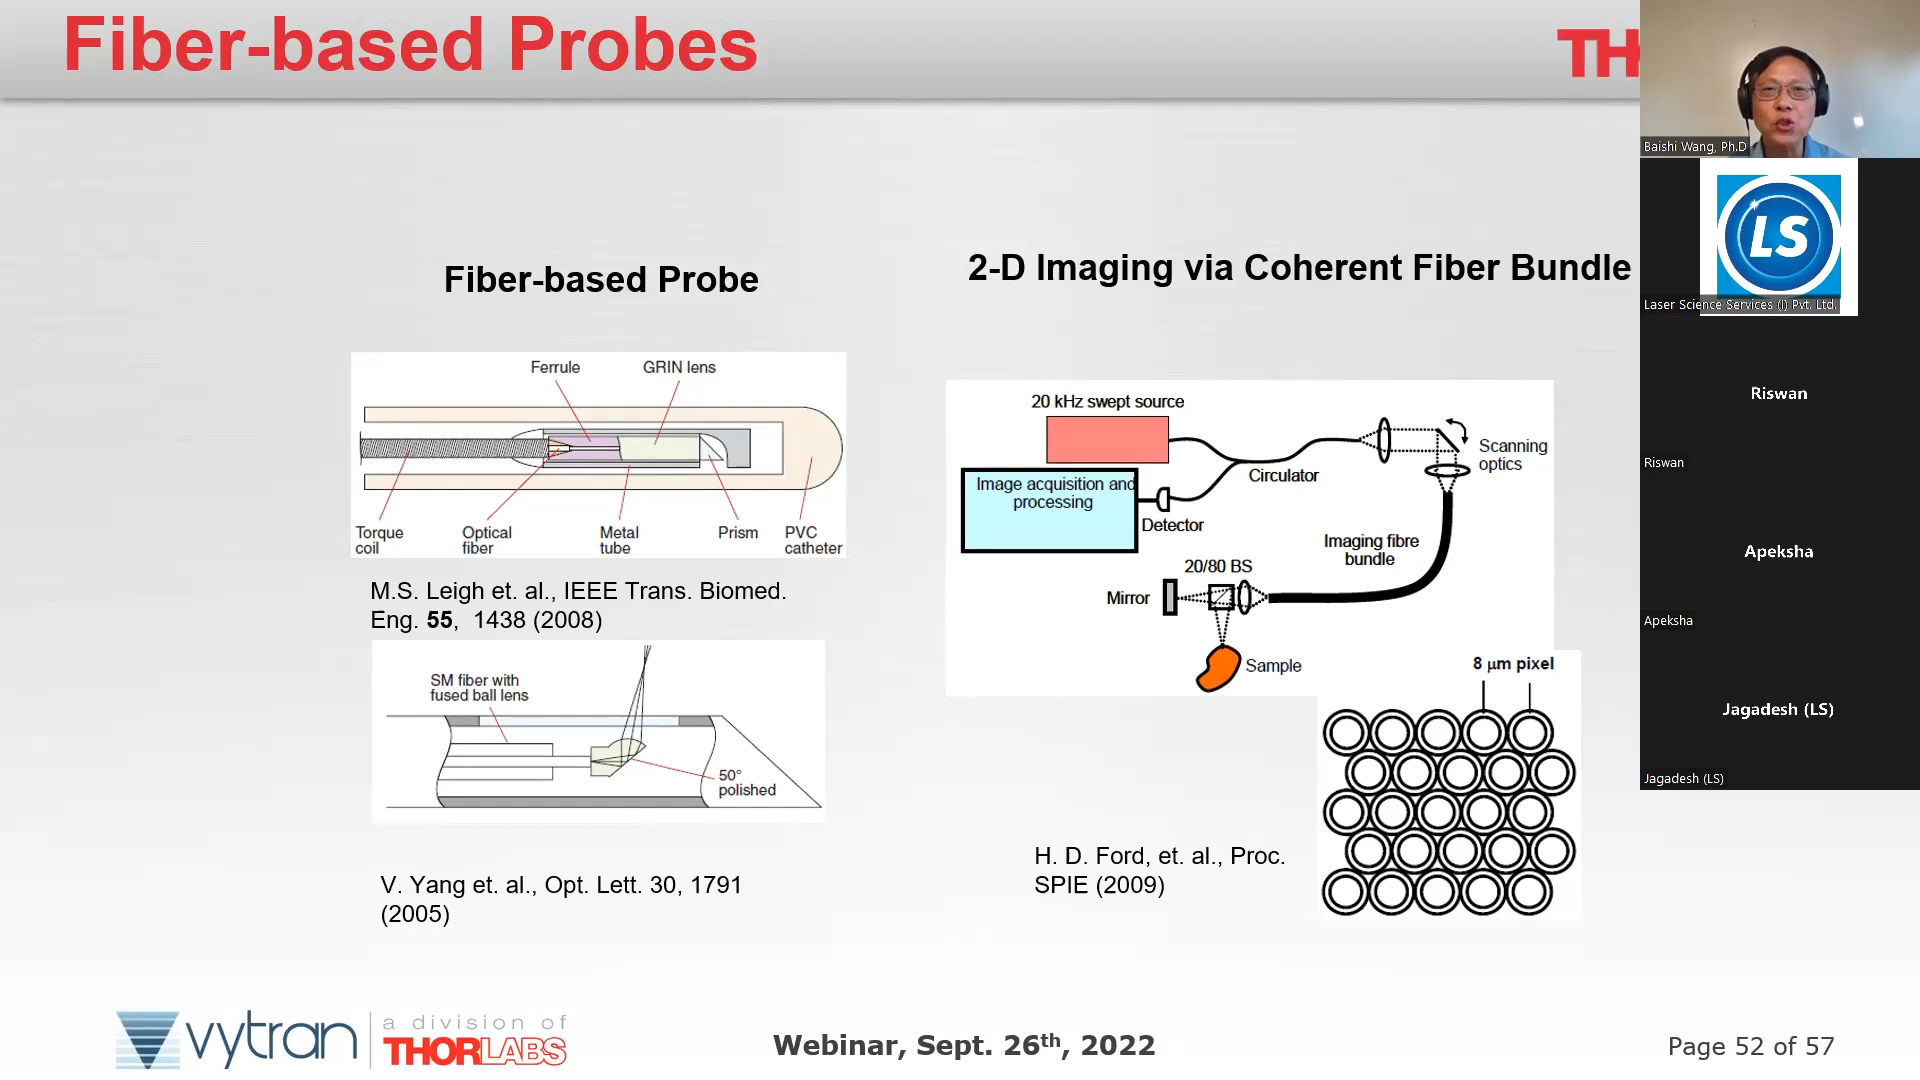 Fiber-based Probes
TH
Fiber-based Probe
2-D Imaging via Coherent Fiber Bundle
Ferrule
GRIN lens
Torque
coil
Optical
fiber
Metal
tube
Prism
PVC
catheter
M.S. Leigh et. al., IEEE Trans. Biomed.
Eng. 55, 1438 (2008)
SM fiber with
fused ball lens
50°
polished
V. Yang et. al., Opt. Lett. 30, 1791
(2005)
20 kHz swept source
Image acquisition and
processing
Detector
Circulator
Scanning
optics
Imaging fibre
bundle
20/80 BS
Mirror
Sample
8 µm pixel
H. D. Ford, et. al., Proc.
SPIE (2009)
Baishi Wang, Ph.D
LS
Laser Science Services (I) Pvt. Ltd.
Riswan
Riswan
Apeksha
Apeksha
Jagadesh (LS)
Jagadesh (LS)
vytran
a division of
THORLABS
Webinar, Sept. 26th, 2022
Page 52 of 57